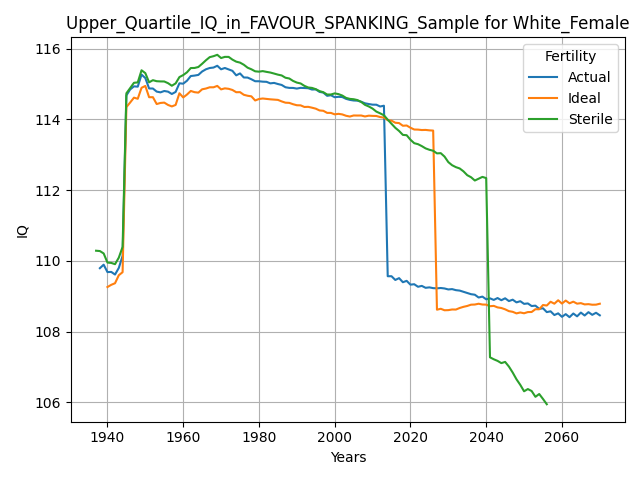 Upper_Quartile_IQ_in_FAVOUR_SPANKING_Sample for White_Female
Fertility
Actual
Ideal
Sterile
IQ
116
114
112
110
108
106
1940 1960 1980 2000 2020 2040 2060
Years